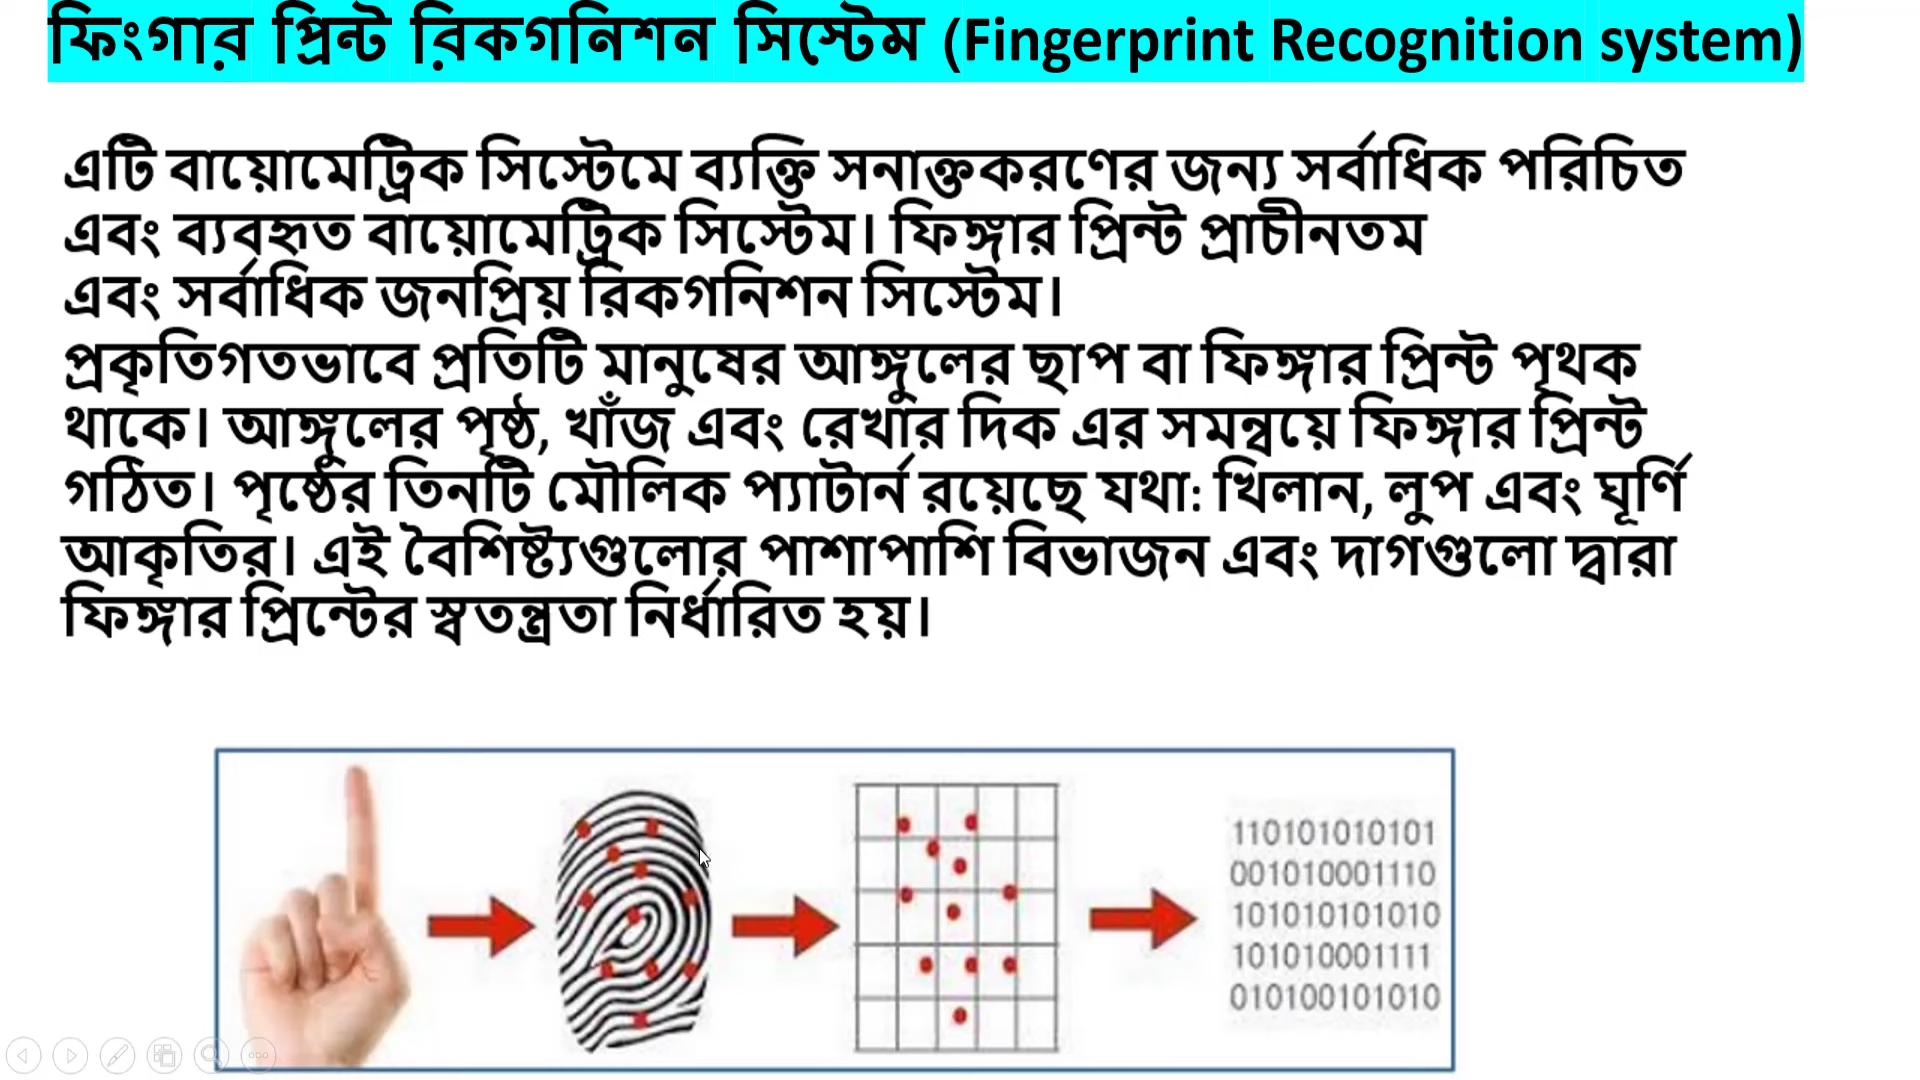 ফিংগার প্রিন্ট রিকগনিশন সিস্টেম (Fingerprint Recognition system)
এটি বায়োমেট্রিক সিস্টেমে ব্যক্তি সনাক্তকরণের জন্য সর্বাধিক পরিচিত
এবং ব্যবহৃত বায়োমেট্রিক সিস্টেম। ফিঙ্গার প্রিন্ট প্রাচীনতম
এবং সর্বাধিক জনপ্রিয় রিকগনিশন সিস্টেম।
প্রকৃতিগতভাবে প্রতিটি মানুষের আঙ্গুলের ছাপ বা ফিঙ্গার প্রিন্ট পৃথক
থাকে। আঙ্গুলের পৃষ্ঠ, খাঁজ এবং রেখার দিক এর সমন্বয়ে ফিঙ্গার প্রিন্ট
গঠিত। পৃষ্ঠের তিনটি মৌলিক প্যাটার্ন রয়েছে যথা: খিলান, লুপ এবং ঘূর্ণি
আকৃতির। এই বৈশিষ্ট্যগুলোর পাশাপাশি বিভাজন এবং দাগগুলো দ্বারা
ফিঙ্গার প্রিন্টের স্বতন্ত্রতা নির্ধারিত হয়।
110101010101
001010001110
101010101010
101010001111
010100101010